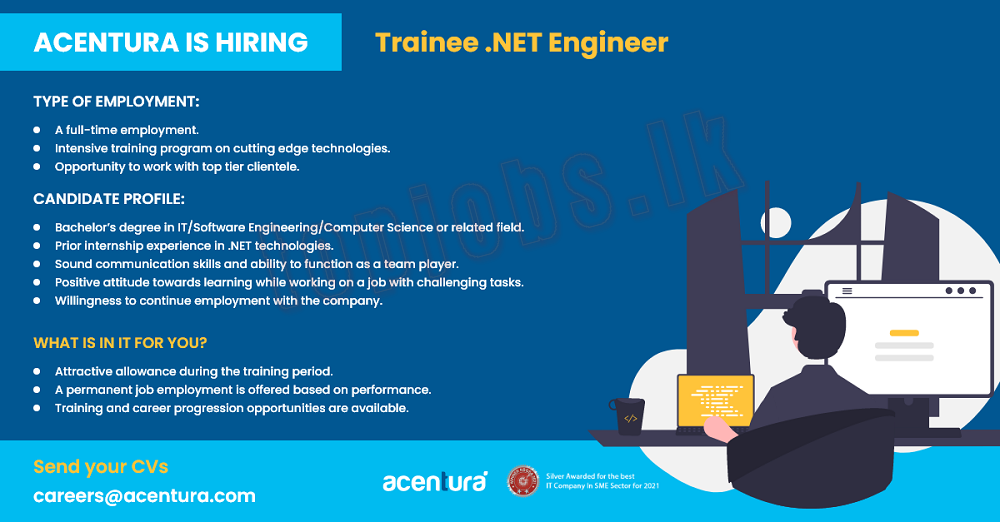 ACENTURA IS HIRING
Trainee .NET Engineer
TYPE OF EMPLOYMENT:
A full-time employment.
Intensive training program on cutting edge technologies.
Opportunity to work with top tier clientele.
CANDIDATE PROFILE:
Bachelor's degree in IT/Software Engineering/Computer Science or related field.
Prior internship experience in .NET technologies.
Sound communication skills and ability to function as a team player.
Positive attitude towards learning while working on a job with challenging tasks.
Willingness to continue employment with the company.
WHAT IS IN IT FOR YOU?
Attractive allowance during the training period.
A permanent job employment is offered based on performance.
Training and career progression opportunities are available.
</>
Send your CVs
careers@acentura.com
acentura
Silver Awarded for the best
IT Company in SME Sector for 2021